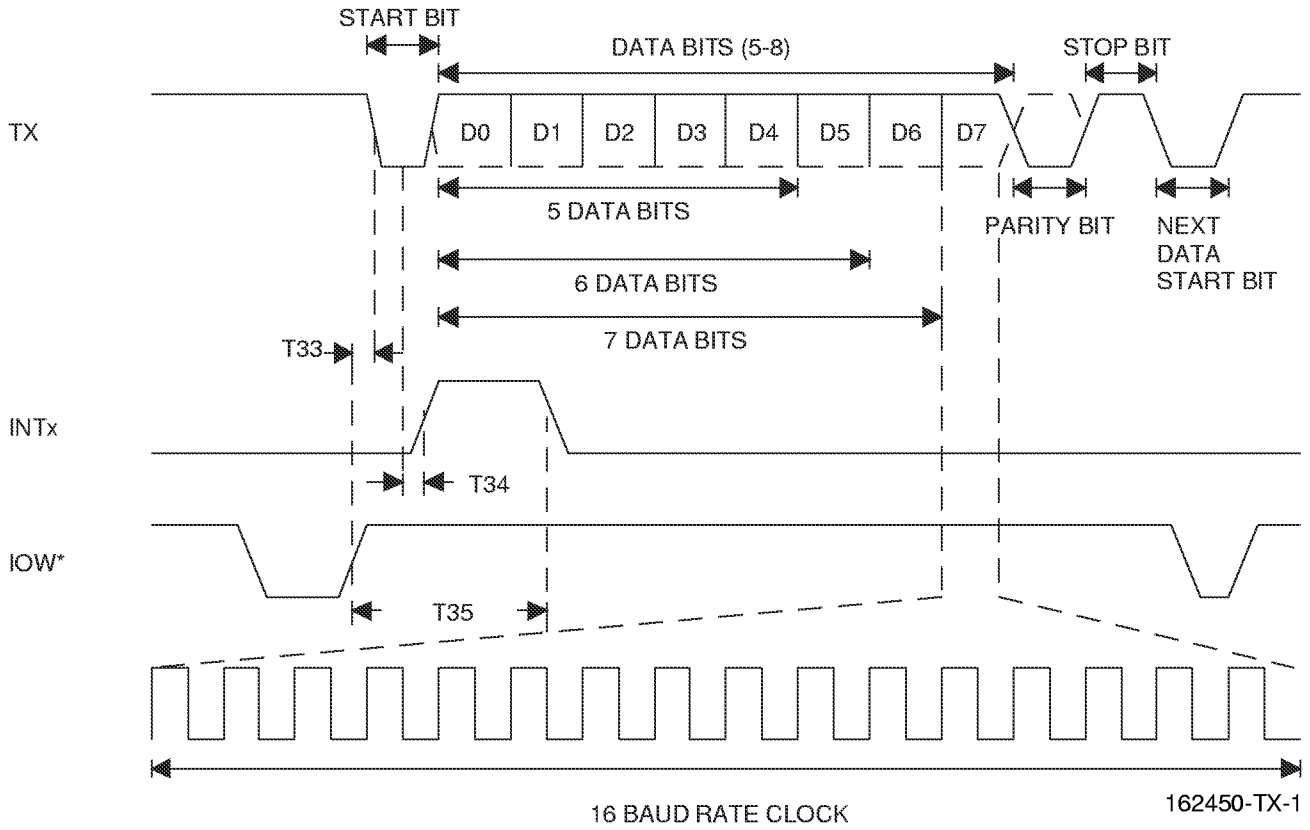 START BIT
DATA BITS (5-8)
STOP BIT
TX
D0 D1 D2 D3 D4 D5 D6 D7
5 DATA BITS
PARITY BIT
NEXT
DATA
START BIT
6 DATA BITS
7 DATA BITS
T33
INTx
T34
IOW*
T35
16 BAUD RATE CLOCK
162450-TX-1